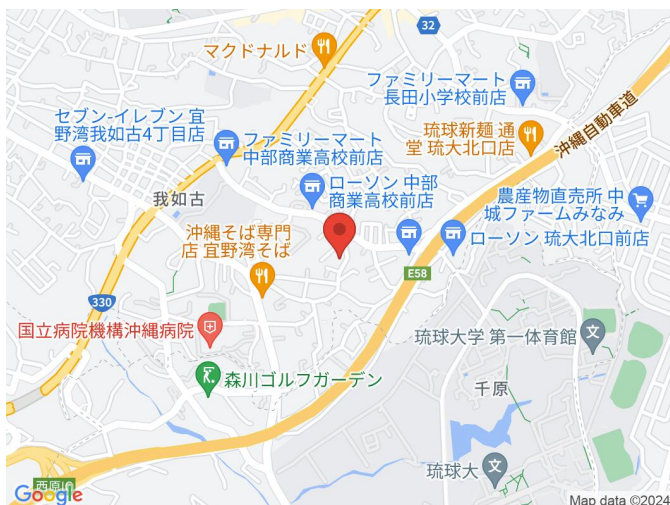 32
マクドナルド
ファミリーマート
長田小学校前店
セブン-イレブン 宜
野湾我如古4丁目店
ファミリーマート
中部商業高校前店
琉球新麺 通
堂 琉大北口店
沖縄自動車道
我如古
ローソン 中部
商業高校前店
農産物直売所 中
城ファームみなみ
沖縄そば専門
店 宜野湾そば
ローソン 琉大北口前店
E58
330
国立病院機構沖縄病院
琉球大学 第一体育館
森川ゴルフガーデン
千原
琉球大
西原IC
Google
Map data ©2024